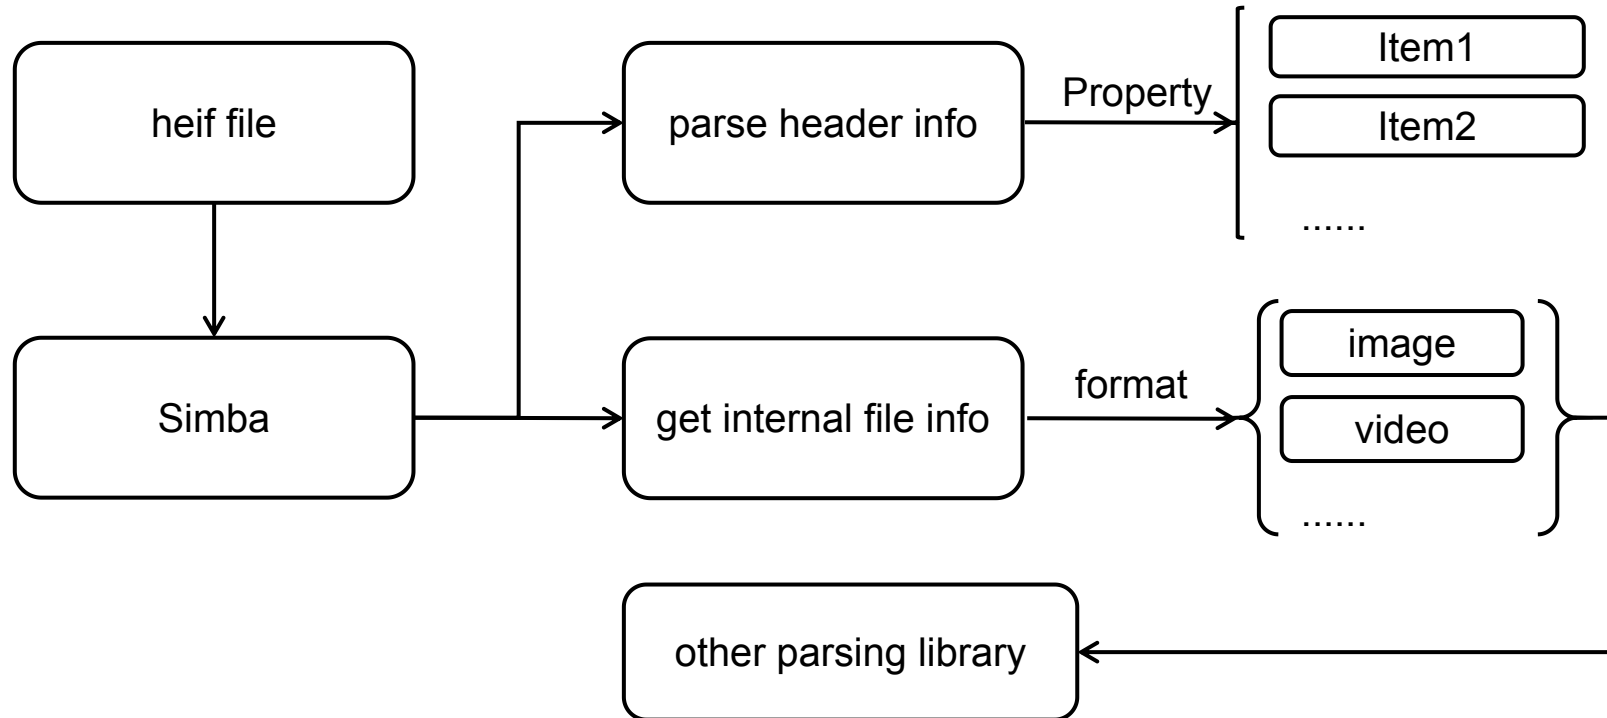 heif file
parse header info
Property
Item1
Item2
......
Simba
get internal file info
format
image
video
......
other parsing library